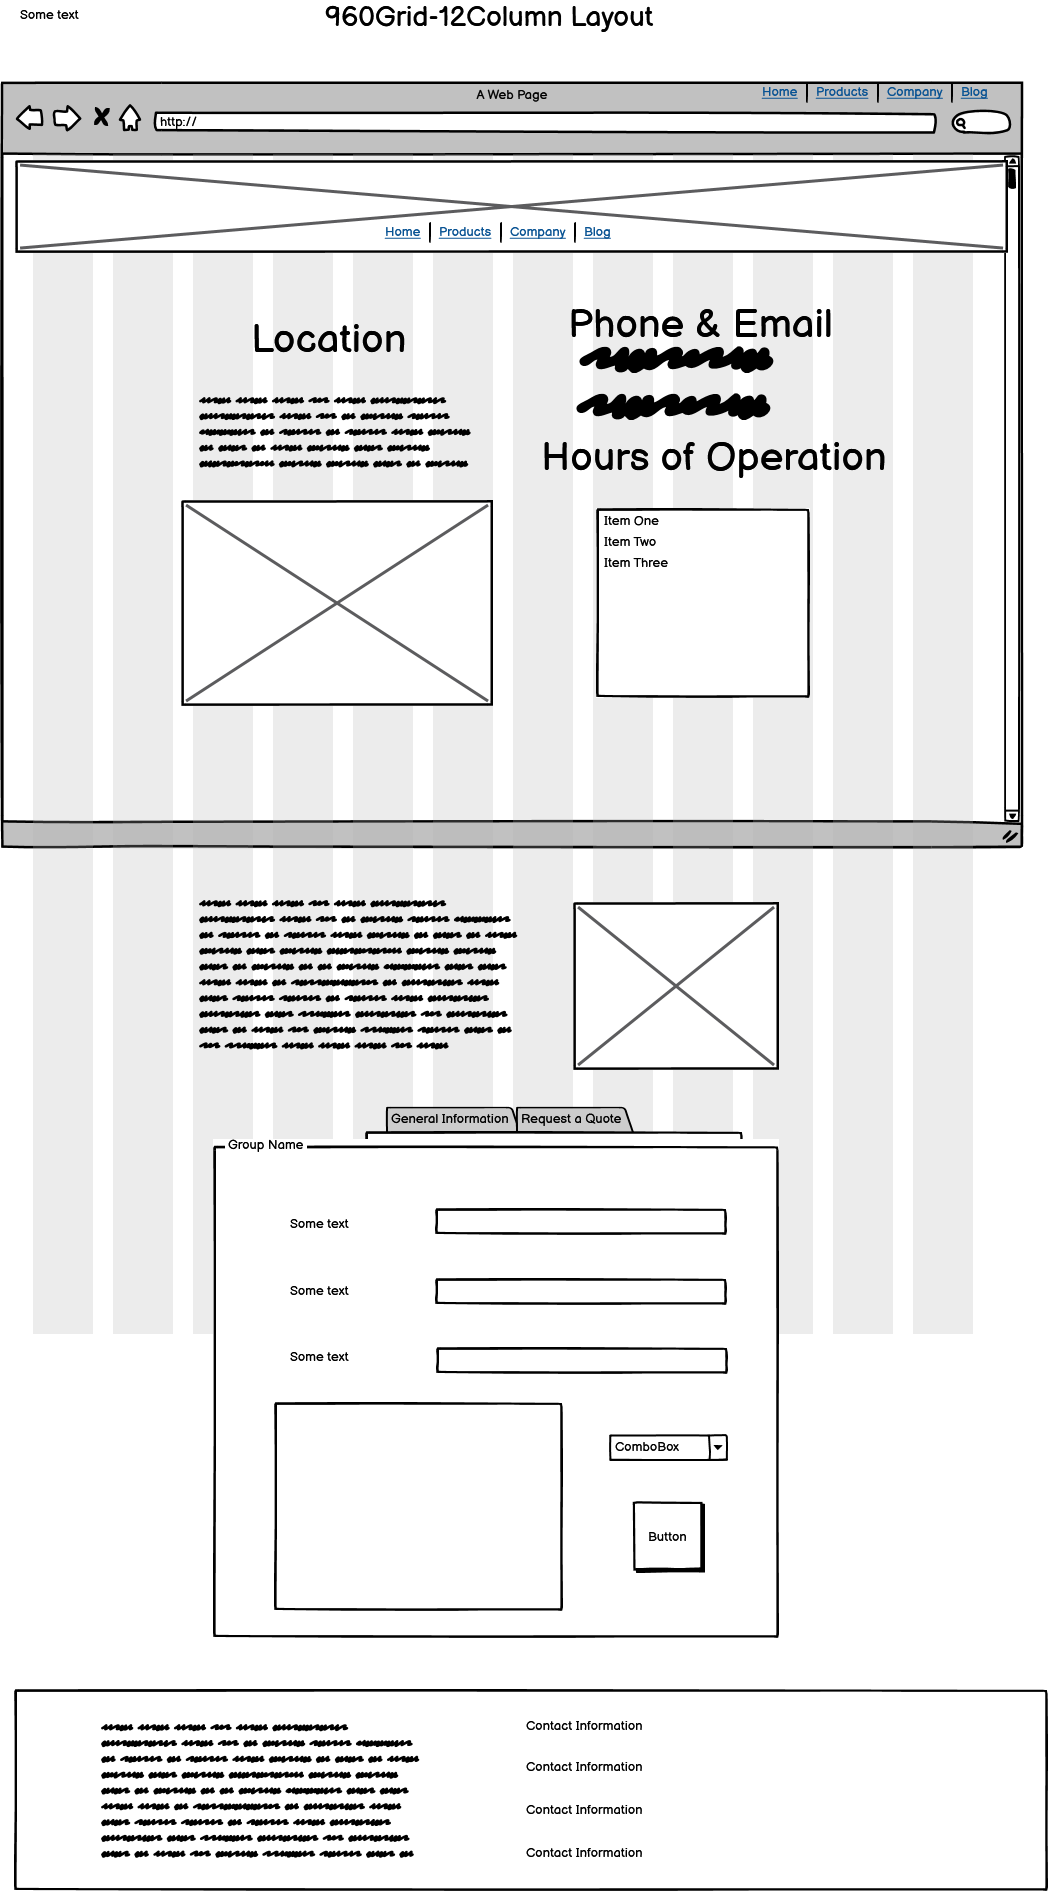 Some text
960Grid-12Column Layout
A Web Page
Home Products Company Blog
http://
Home Products Company Blog
Location
Phone & Email
Hours of Operation
Item One
Item Two
Item Three
General Information Request a Quote
Group Name
Some text
Some text
Some text
ComboBox
Button
Contact Information
Contact Information
Contact Information
Contact Information